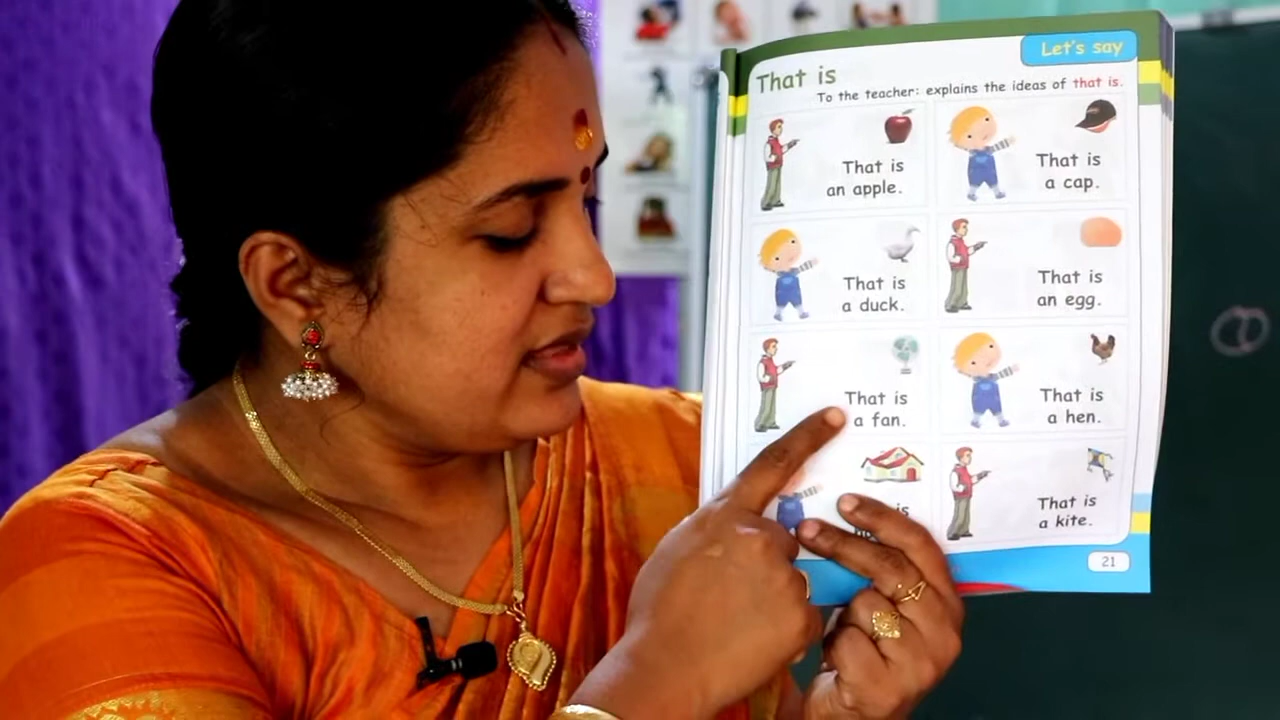 Let's say
That is
To the teacher: explains the ideas of that is.
That is
an apple.
That is
a cap.
That is
a duck.
That is
an egg.
That is
a fan.
That is
a hen.
is
That is
a kite.
21